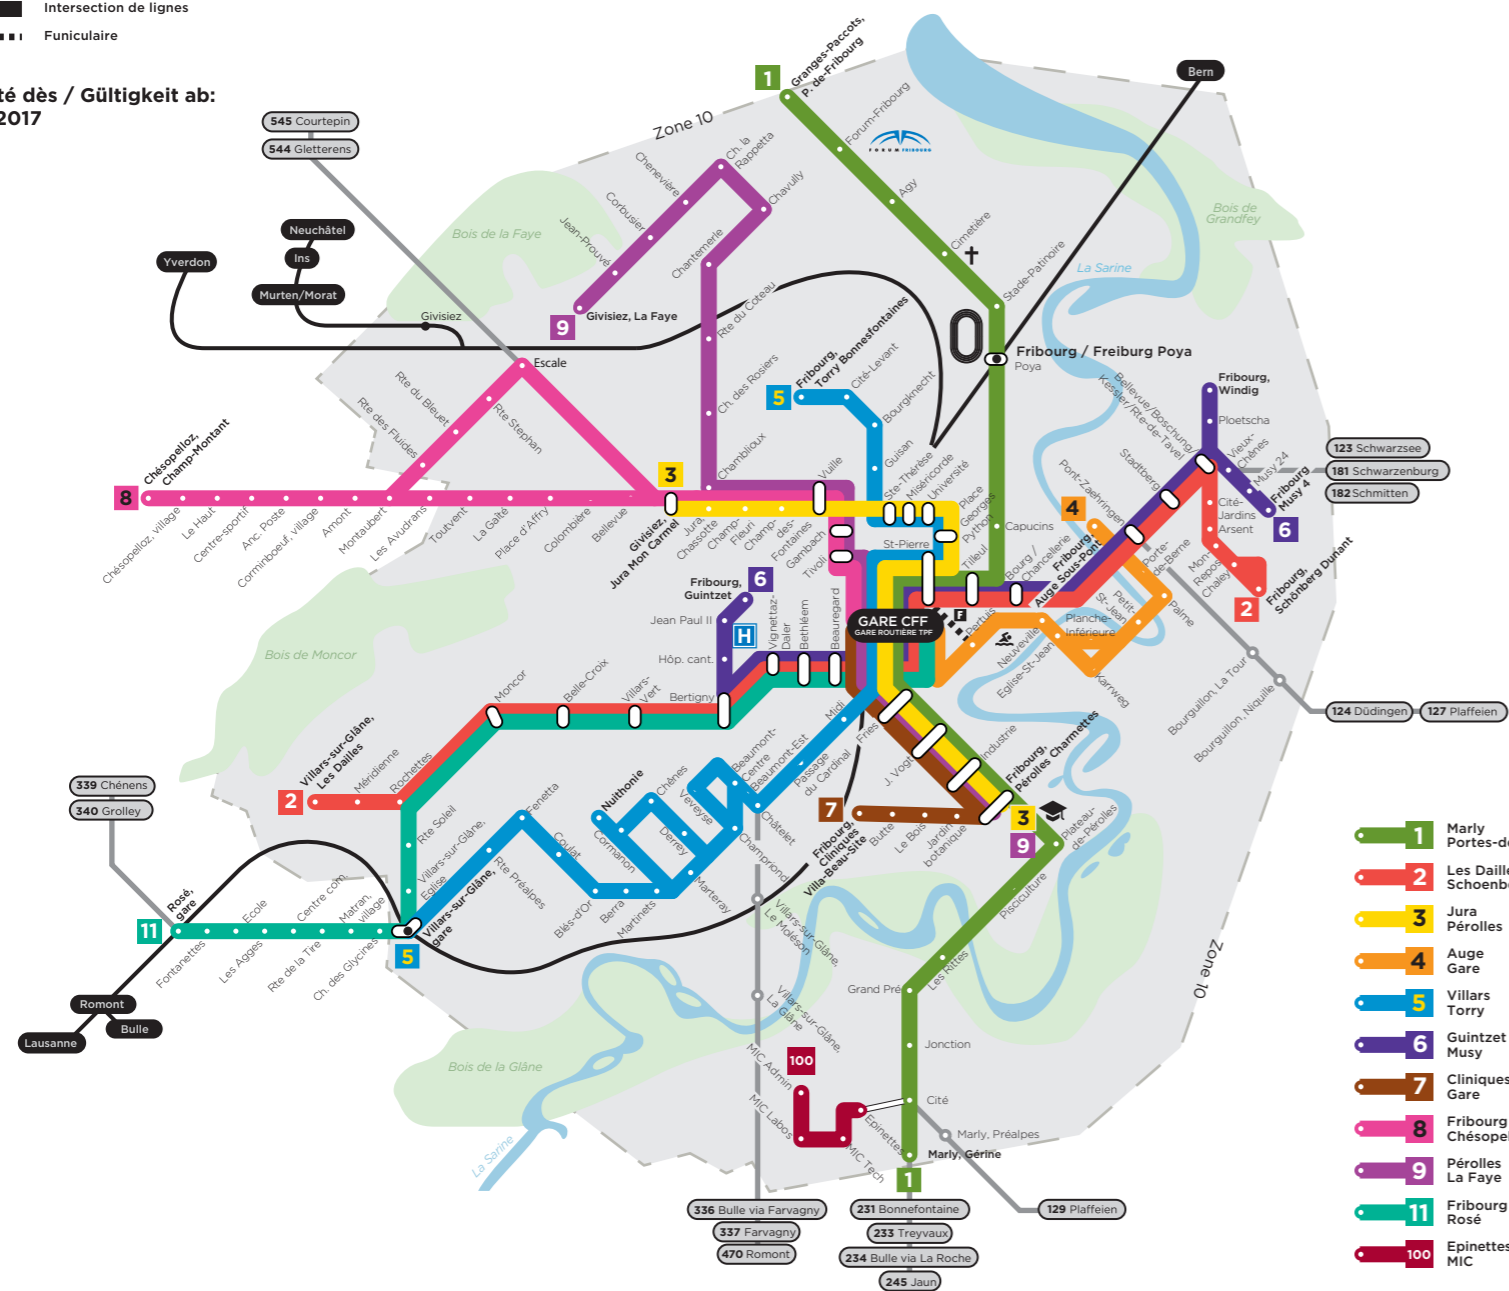 Intersection de lignes
Funiculaire
té dès / Gültigkeit ab:
2017
545 Courtepin
544 Gletterens
Neuchâtel
Ins
Murten/Morat
Yverdon
Givisiez
Zone 10
Bois de la Faye
Granges-Paccots,
P. de-Fribourg
1
Forum-Fribourg
FORUM FRIBOURG
Agy
Cimetière
Stade-Patinoire
Fribourg / Freiburg Poya
Poya
Bern
Bois de
Grandfey
La Sarine
Ch. la
Rappetta
Chenevière
Corbusier
Jean-Prouvé
9
Givisiez, La Faye
Chavully
Chantemerle
Rte du Coteau
Ch. des Rosiers
Chamblioux
Vuille
Escale
Rte du Bleuet
Rte des Fluides
Rte Stephan
8
Chésopelloz,
Champ-Montant
Chésopelloz, village
Le Haut
Centre-sportif
Anc. Poste
Corminboeuf, village
Amont
Montaubert
Les Avudrans
Toutvent
La Gaîté
Place d'Affry
Colombière
Bellevue
3
Givisiez,
Jura Mon Carmel
Jura
Chassotte
Champ-
Fleuri
Champ-
des-
Fontaines
Gambach
Tivoli
5
Fribourg,
Torry Bonnesfontaines
Cité-Levant
Bourgknecht
Guisan
Ste-Thérèse
Miséricorde
Université
Place
Georges
Python
St-Pierre
Tilleul
Capucins
Bourg /
Chancellerie
Fribourg,
Auge Sous-Pont
4
Pont-Zaehringen
Porte-
de-Berne
Stadtberg
Bellevue/Boschung/
Kessler/Rte-de-Tavel
Fribourg,
Windig
Ploetscha
Vieux-
Chênes
Musy 24
Fribourg
Musy 4
6
Cité-
Jardins
Arsent
Mon-
Repos
Chaley
2
Fribourg,
Schönberg Dunant
123 Schwarzsee
181 Schwarzenburg
182 Schmitten
Palme
Petit-
St-Jean
Planche-
Inférieure
Karrweg
Eglise-St-Jean
Neuveville
Pertuis
F
Bourguillon, La Tour
Bourguillon, Niquille
124 Düdingen
127 Plaffeien
GARE CFF
GARE ROUTIÈRE TPF
Fribourg,
Guintzet
6
Jean Paul II
H
Hôp. cant.
Vignettaz-
Daler
Bethléem
Beauregard
Bertigny
Villars-
Vert
Belle-Croix
Moncor
Bois de Moncor
2
Villars-sur-Glâne,
Les Dailles
Méridienne
Rochettes
Rte Soleil
Villars-sur-Glâne,
Eglise
Villars-sur-Glâne,
gare
5
339 Chénens
340 Grolley
Rosé,
gare
11
Fontanettes
Les Agges
Ecole
Rte de la Tire
Centre com.
Ch. des Glycines
Matran,
village
Romont
Bulle
Lausanne
Rte Préalpes
Fenetta
Coulat
Blés-d'Or
Berra
Martinets
Marteray
Nuithonie
Cormanon
Chênes
Derrey
Veveyse
Champriond
Beaumont-
Centre
Beaumont-Est
Châtelet
Passage
du Cardinal
Midi
Fries
J. Vogt
Industrie
Fribourg,
Pérolles Charmettes
3
9
7
Fribourg,
Cliniques
Villa-Beau-Site
Butte
Le Bois
Jardin
botanique
Plateau-
de-Pérolles
Pisciculture
Les Rittes
Grand Pré
Jonction
Cité
Marly, Préalpes
Marly, Gérine
1
Villars-sur-Glâne,
Le Moléson
Villars-sur-Glâne,
La Glâne
Bois de la Glâne
La Sarine
100
MIC Admin
MIC Labos
MIC Tech
Epinettes
Zone 10
336 Bulle via Farvagny
337 Farvagny
470 Romont
231 Bonnefontaine
233 Treyvaux
234 Bulle via La Roche
245 Jaun
129 Plaffeien
1 Marly
Portes-de
2 Les Daille
Schoenbe
3 Jura
Pérolles
4 Auge
Gare
5 Villars
Torry
6 Guintzet
Musy
7 Cliniques
Gare
8 Fribourg
Chésopel
9 Pérolles
La Faye
11 Fribourg
Rosé
100 Epinettes
MIC